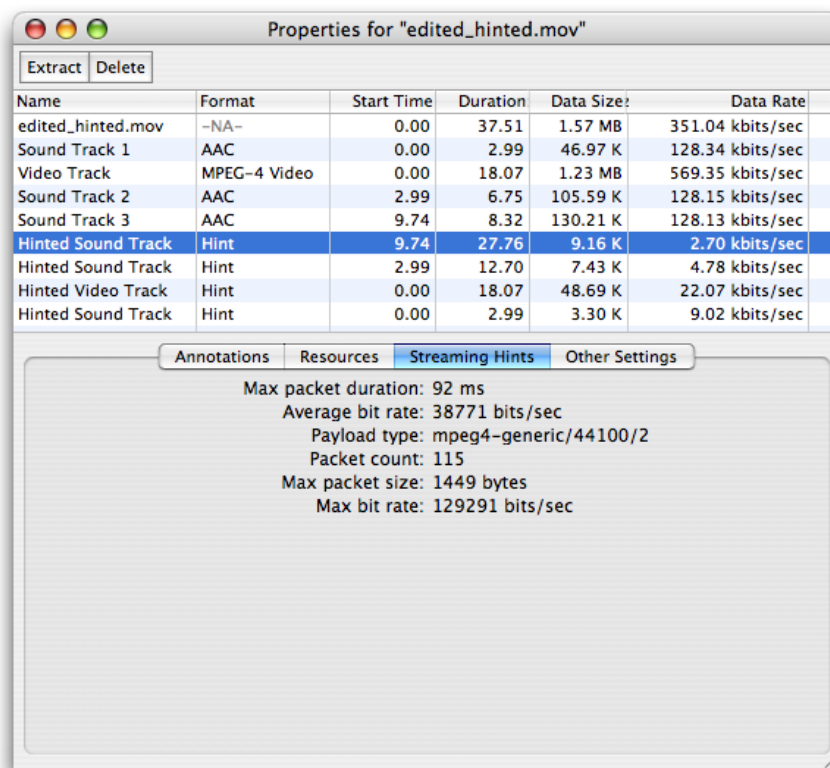 Properties for "edited_hinted.mov"
Extract Delete
Name Format Start Time Duration Data Size Data Rate
edited_hinted.mov -NA- 0.00 37.51 1.57 MB 351.04 kbits/sec
Sound Track 1 AAC 0.00 2.99 46.97 K 128.34 kbits/sec
Video Track MPEG-4 Video 0.00 18.07 1.23 MB 569.35 kbits/sec
Sound Track 2 AAC 2.99 6.75 105.59 K 128.15 kbits/sec
Sound Track 3 AAC 9.74 8.32 130.21 K 128.13 kbits/sec
Hinted Sound Track Hint 9.74 27.76 9.16 K 2.70 kbits/sec
Hinted Sound Track Hint 2.99 12.70 7.43 K 4.78 kbits/sec
Hinted Video Track Hint 0.00 18.07 48.69 K 22.07 kbits/sec
Hinted Sound Track Hint 0.00 2.99 3.30 K 9.02 kbits/sec
Annotations Resources Streaming Hints Other Settings
Max packet duration: 92 ms
Average bit rate: 38771 bits/sec
Payload type: mpeg4-generic/44100/2
Packet count: 115
Max packet size: 1449 bytes
Max bit rate: 129291 bits/sec